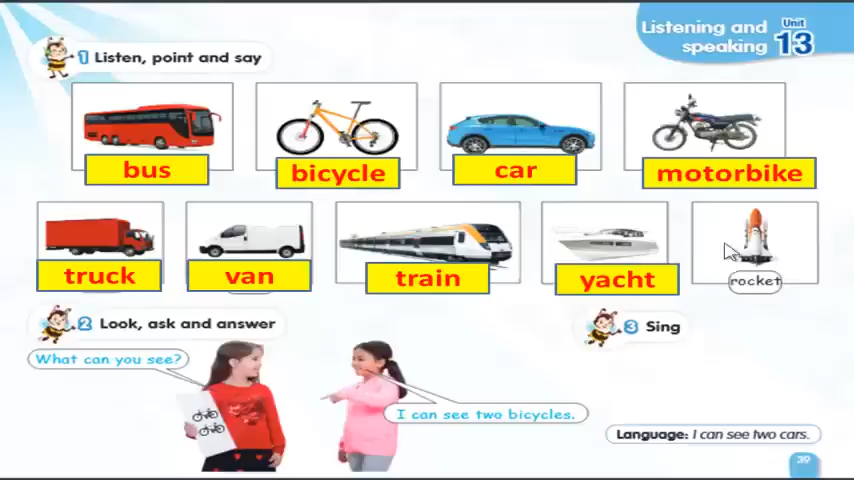 Listening and
speaking
Unit
13
1 Listen, point and say
bus
bicycle
car
motorbike
truck
van
train
yacht
rocket
2 Look, ask and answer
3 Sing
What can you see?
I can see two bicycles.
Language: I can see two cars.
39